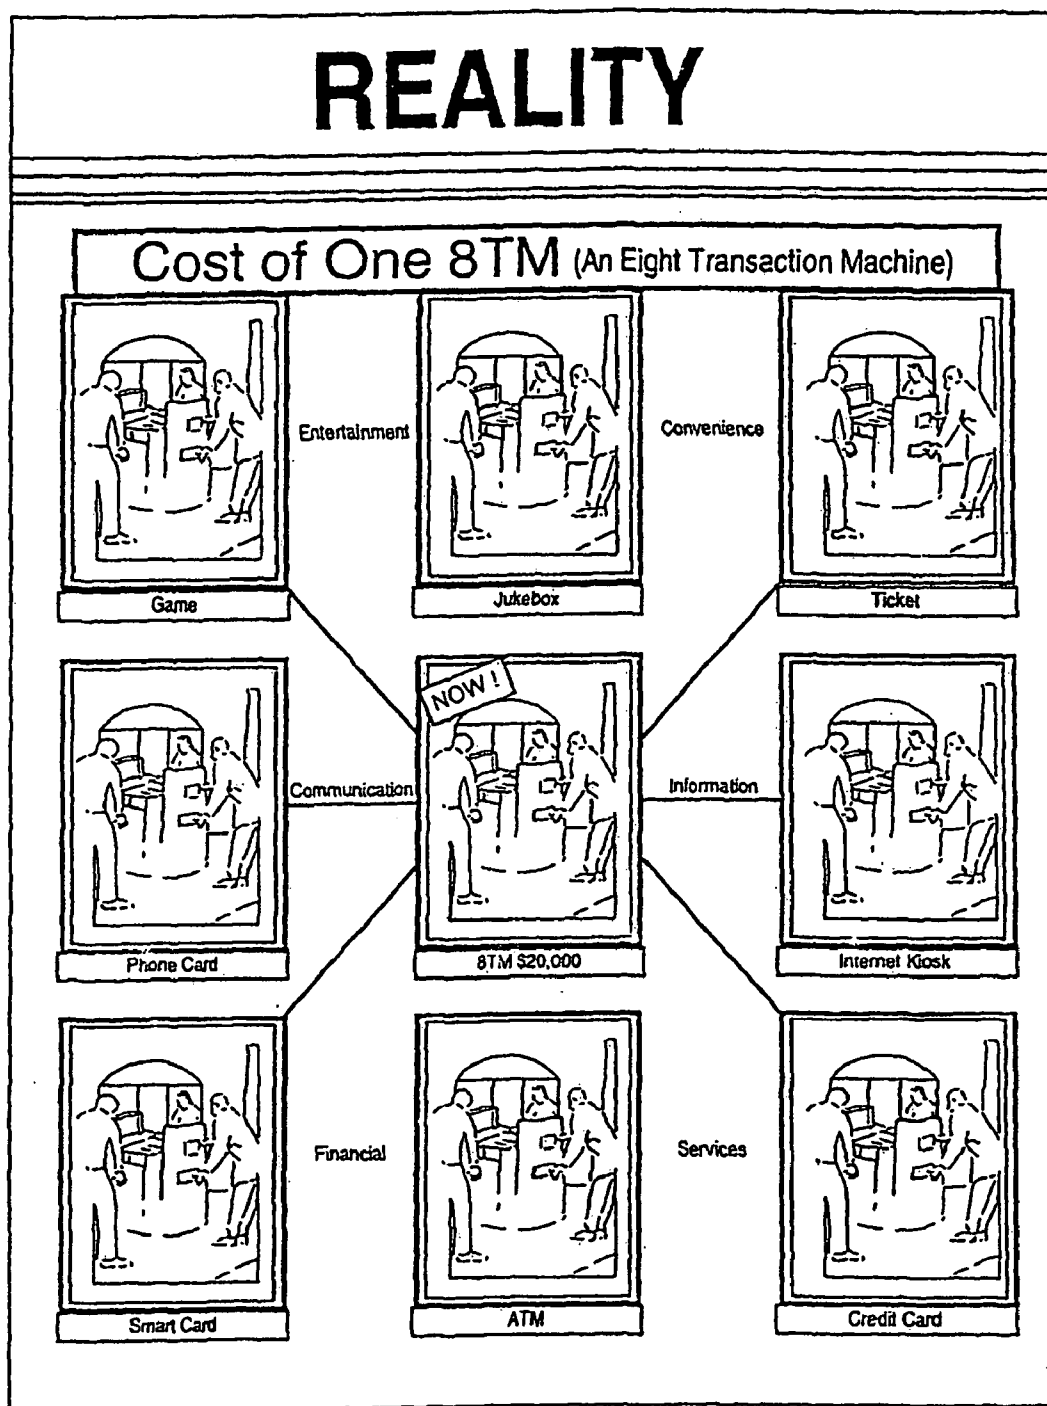 REALITY
Cost of One 8TM (An Eight Transaction Machine)
Entertainment
Convenience
Game
Jukebox
Ticket
NOW !
Communication
Information
Phone Card
8TM $20,000
Internet Kiosk
Financial
Services
Smart Card
ATM
Credit Card